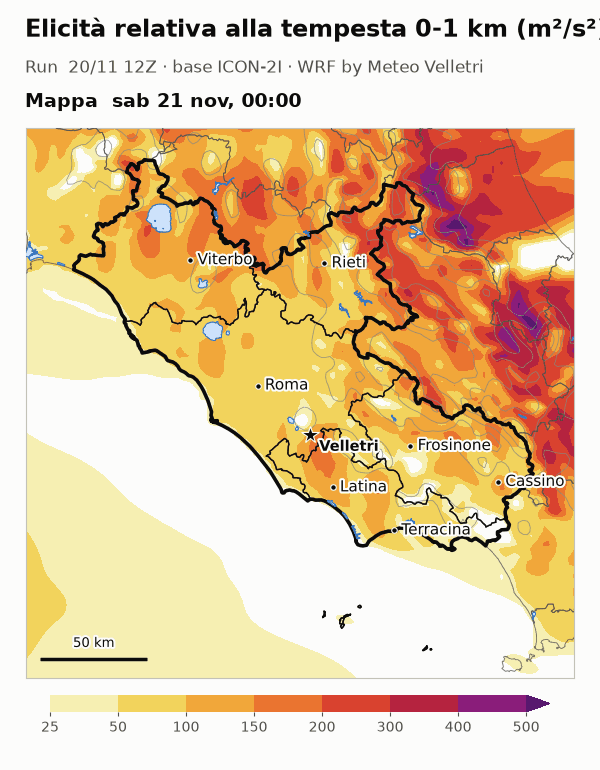 Elicità relativa alla tempesta 0-1 km (m²/s²)
Run  20/11 12Z · base ICON-2I · WRF by Meteo Velletri
Mappa  sab 21 nov, 00:00
Viterbo
Rieti
Roma
Velletri
Frosinone
Latina
Cassino
Terracina
50 km
25 50 100 150 200 300 400 500